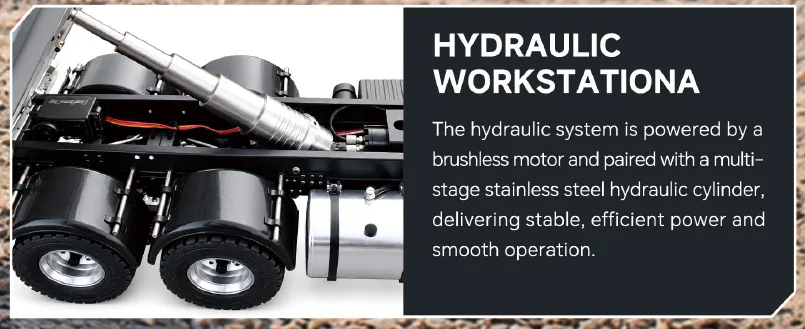 HYDRAULIC
WORKSTATIONA
The hydraulic system is powered by a
brushless motor and paired with a multi-
stage stainless steel hydraulic cylinder,
delivering stable, efficient power and
smooth operation.